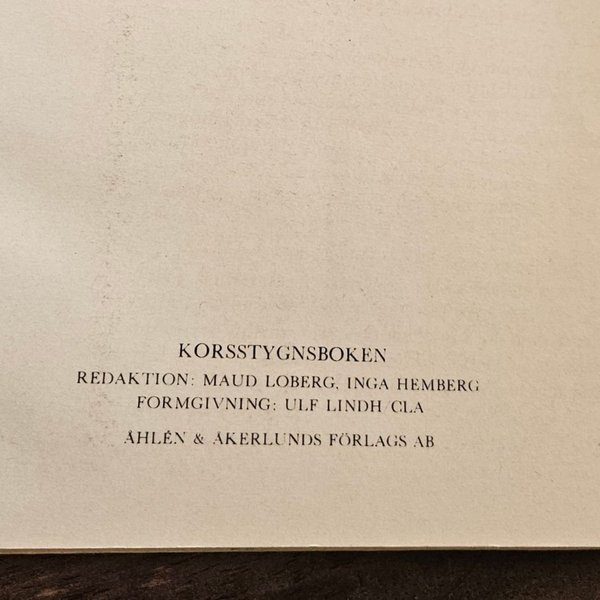 KORSSTYGNSBOKEN
REDAKTION: MAUD LOBERG, INGA HEMBERG
FORMGIVNING: ULF LINDH/CLA
ÅHLÉN & ÅKERLUNDS FÖRLAGS AB